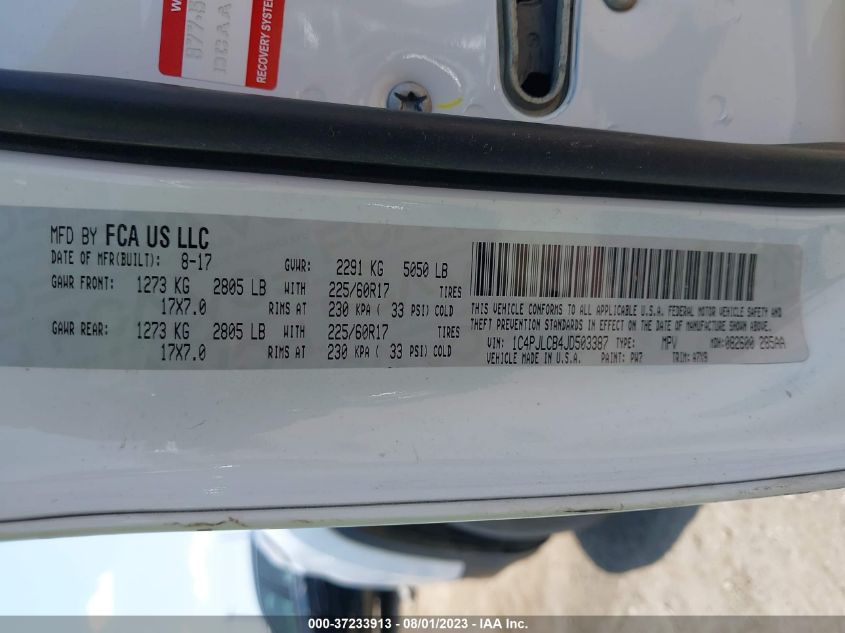 RECOVERY SYSTEM
MFD BY FCA US LLC
DATE OF MFR(BUILT): 8-17 GVWR: 2291 KG 5050 LB
GAWR FRONT: 1273 KG 2805 LB WITH 225/60R17 TIRES
17X7.0 RIMS AT 230 KPA ( 33 PSI) COLD
GAWR REAR: 1273 KG 2805 LB WITH 225/60R17 TIRES
17X7.0 RIMS AT 230 KPA ( 33 PSI) COLD
THIS VEHICLE CONFORMS TO ALL APPLICABLE U.S.A. FEDERAL MOTOR VEHICLE SAFETY AND
THEFT PREVENTION STANDARDS IN EFFECT ON THE DATE OF MANUFACTURE SHOWN ABOVE.
VIN: 1C4PJLCB4JD503387 TYPE: MPV MDH:082600 285AA
VEHICLE MADE IN U.S.A. PAINT: PW7 TRIM: A7X9
000-37233913 - 08/01/2023 - IAA Inc.